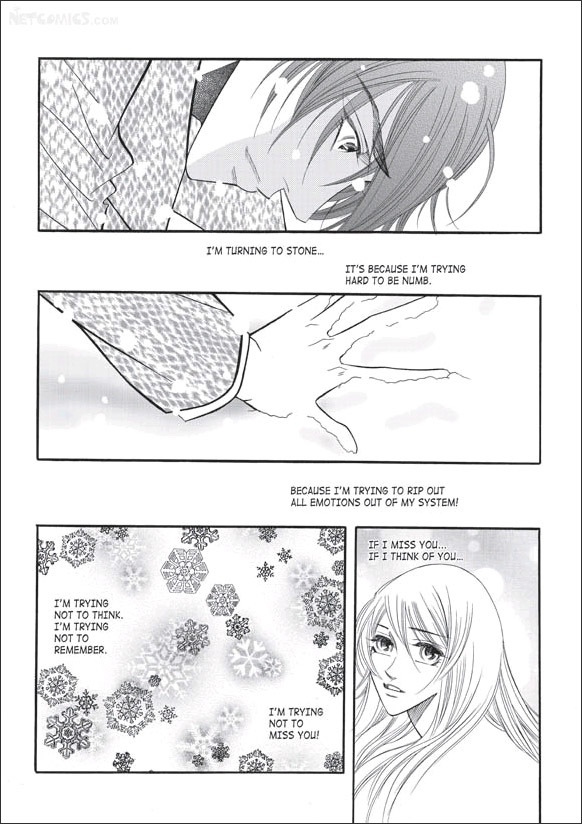 NETCOMICS.COM
I'M TURNING TO STONE...
IT'S BECAUSE I'M TRYING
HARD TO BE NUMB.
BECAUSE I'M TRYING TO RIP OUT
ALL EMOTIONS OUT OF MY SYSTEM!
I'M TRYING
NOT TO THINK.
I'M TRYING
NOT TO
REMEMBER.
I'M TRYING
NOT TO
MISS YOU!
IF I MISS YOU...
IF I THINK OF YOU...